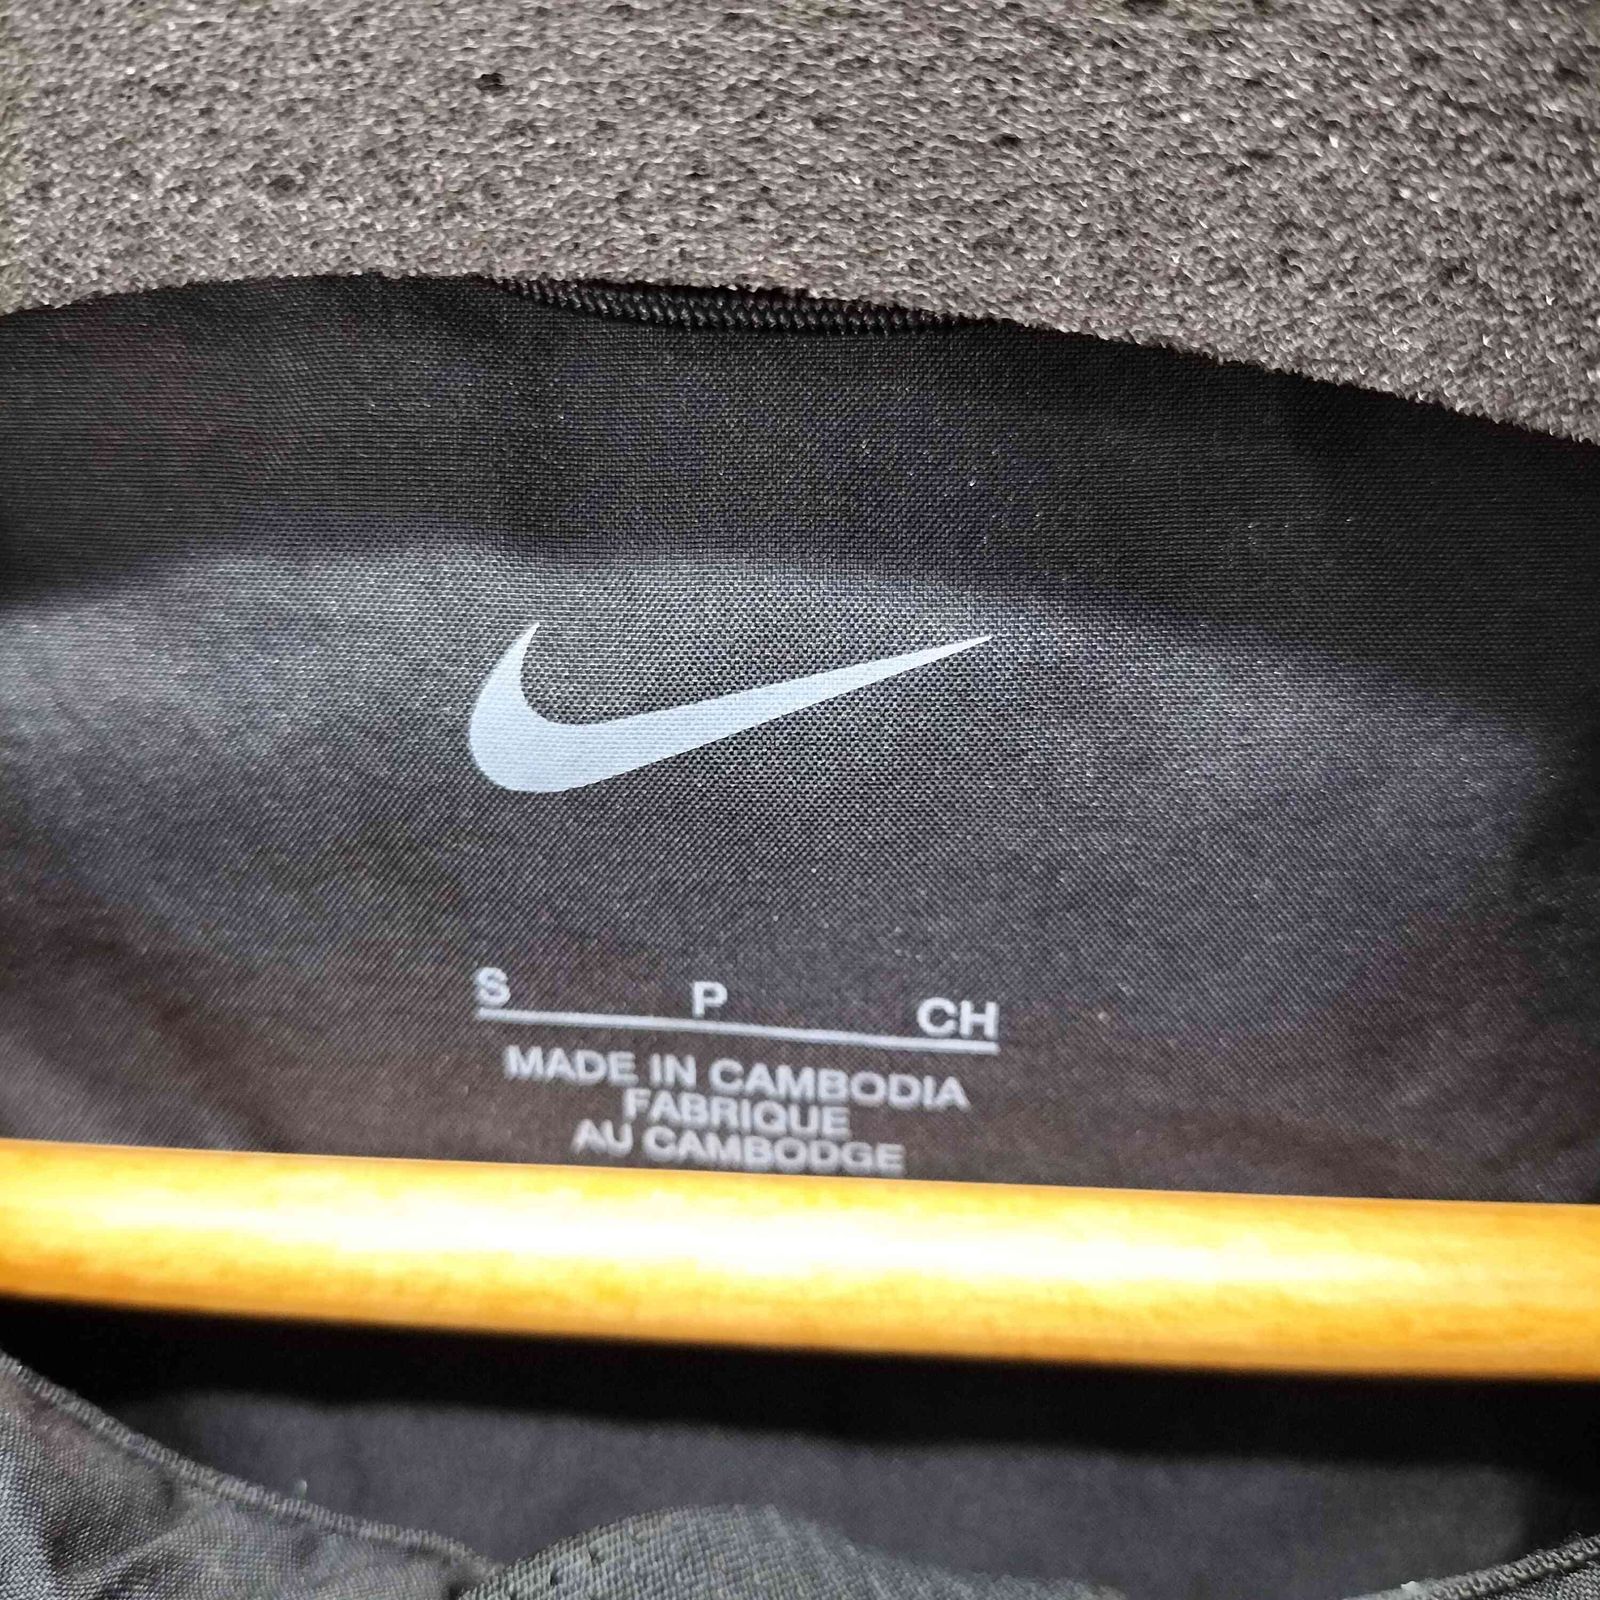 S P CH
MADE IN CAMBODIA
FABRIQUE
AU CAMBODGE